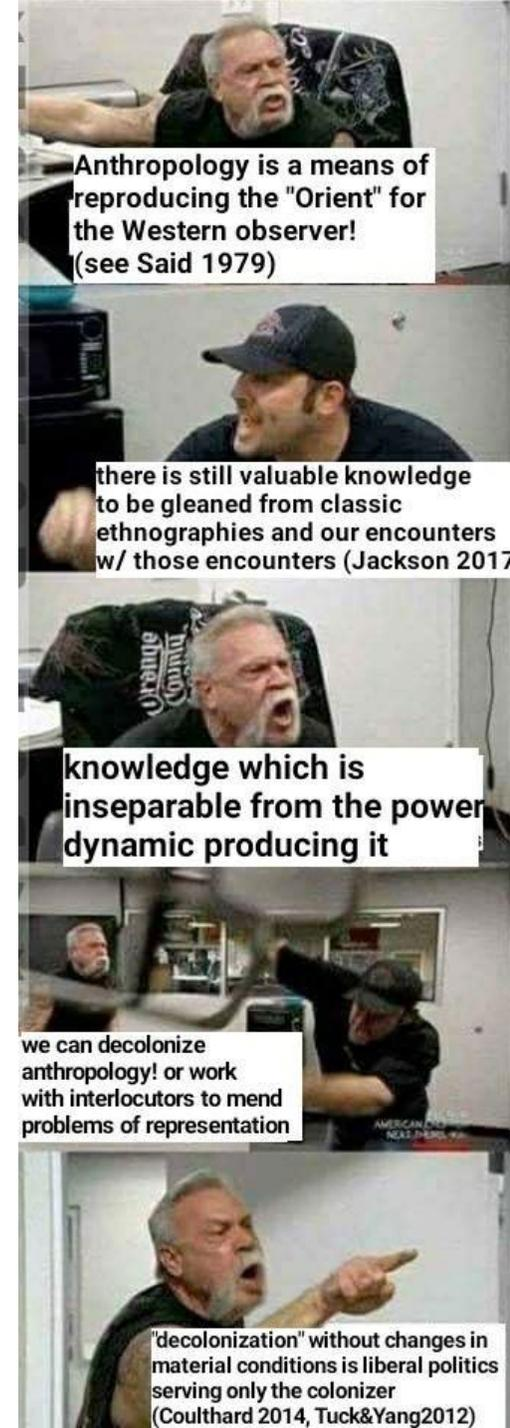 Anthropology is a means of
reproducing the "Orient" for
the Western observer!
(see Said 1979)
there is still valuable knowledge
to be gleaned from classic
ethnographies and our encounters
w/ those encounters (Jackson 2017
Orange
County
knowledge which is
inseparable from the power
dynamic producing it
we can decolonize
anthropology! or work
with interlocutors to mend
problems of representation
AMERICAN
"decolonization" without changes in
material conditions is liberal politics
serving only the colonizer
(Coulthard 2014, Tuck&Yang2012)